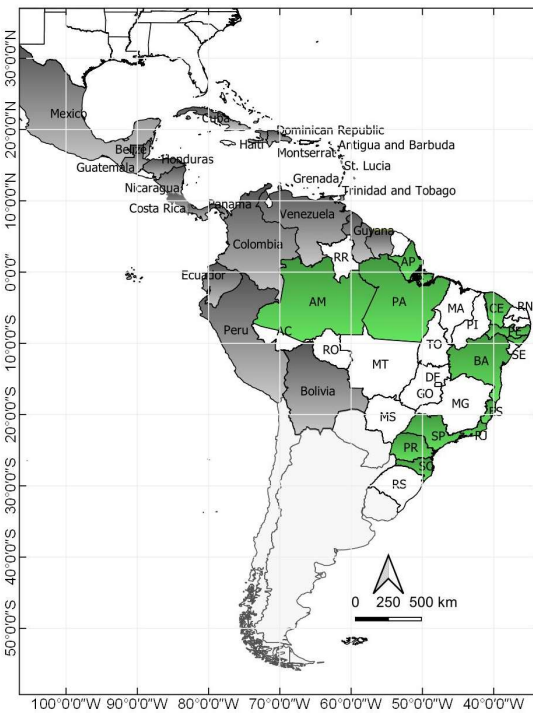 30°0'0"N
20°0'0"N
10°0'0"N
0°0'0"
10°0'0"S
20°0'0"S
30°0'0"S
40°0'0"S
50°0'0"S
Mexico
Cuba
Dominican Republic
Belize
Haiti
Antigua and Barbuda
Guatemala
Honduras
Montserrat
St. Lucia
Nicaragua
Grenada
Costa Rica
Panama
Trinidad and Tobago
Venezuela
Guyana
Colombia
RR
AP
Ecuador
AM
PA
MA
CE
RN
Peru
AC
PI
PE
RO
TO
SE
MT
BA
Bolivia
DF
GO
MG
ES
MS
SP
RJ
PR
SC
RS
0 250 500 km
100°0'0"W 90°0'0"W 80°0'0"W 70°0'0"W 60°0'0"W 50°0'0"W 40°0'0"W